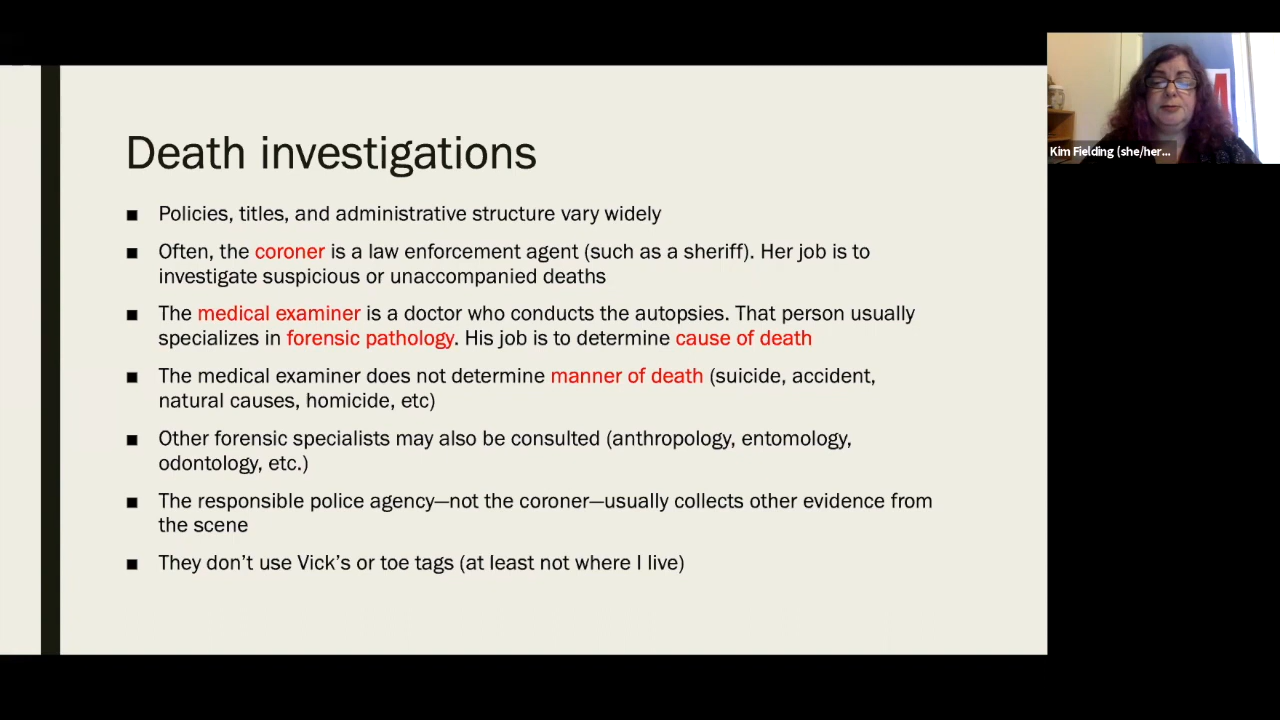 Death investigations
■ Policies, titles, and administrative structure vary widely
■ Often, the coroner is a law enforcement agent (such as a sheriff). Her job is to
investigate suspicious or unaccompanied deaths
■ The medical examiner is a doctor who conducts the autopsies. That person usually
specializes in forensic pathology. His job is to determine cause of death
■ The medical examiner does not determine manner of death (suicide, accident,
natural causes, homicide, etc)
■ Other forensic specialists may also be consulted (anthropology, entomology,
odontology, etc.)
■ The responsible police agency—not the coroner—usually collects other evidence from
the scene
■ They don’t use Vick’s or toe tags (at least not where I live)
Kim Fielding (she/her...